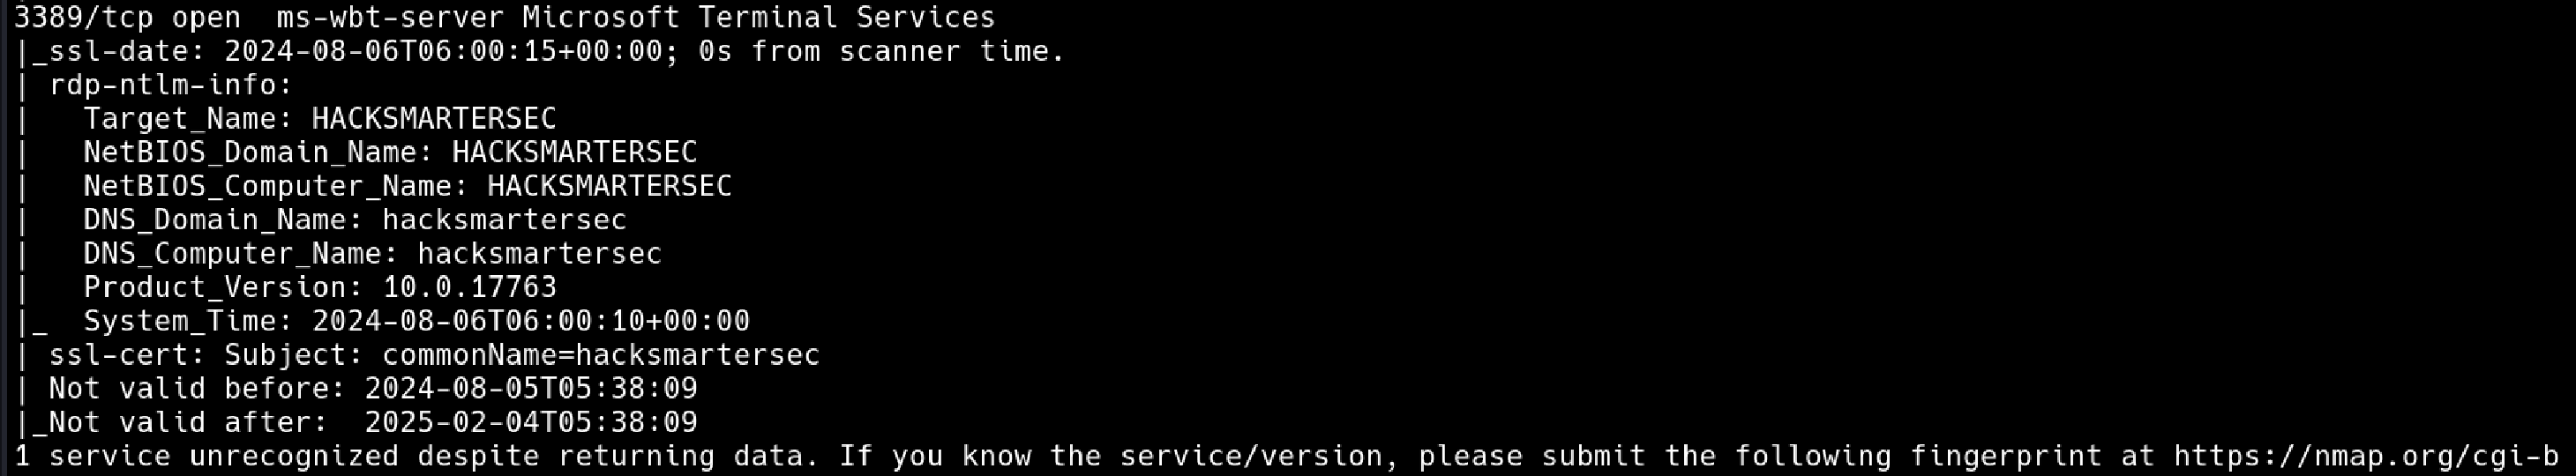 3389/tcp open  ms-wbt-server Microsoft Terminal Services
|_ssl-date: 2024-08-06T06:00:15+00:00; 0s from scanner time.
| rdp-ntlm-info:
|   Target_Name: HACKSMARTERSEC
|   NetBIOS_Domain_Name: HACKSMARTERSEC
|   NetBIOS_Computer_Name: HACKSMARTERSEC
|   DNS_Domain_Name: hacksmartersec
|   DNS_Computer_Name: hacksmartersec
|   Product_Version: 10.0.17763
|_  System_Time: 2024-08-06T06:00:10+00:00
| ssl-cert: Subject: commonName=hacksmartersec
| Not valid before: 2024-08-05T05:38:09
|_Not valid after:  2025-02-04T05:38:09
1 service unrecognized despite returning data. If you know the service/version, please submit the following fingerprint at https://nmap.org/cgi-b